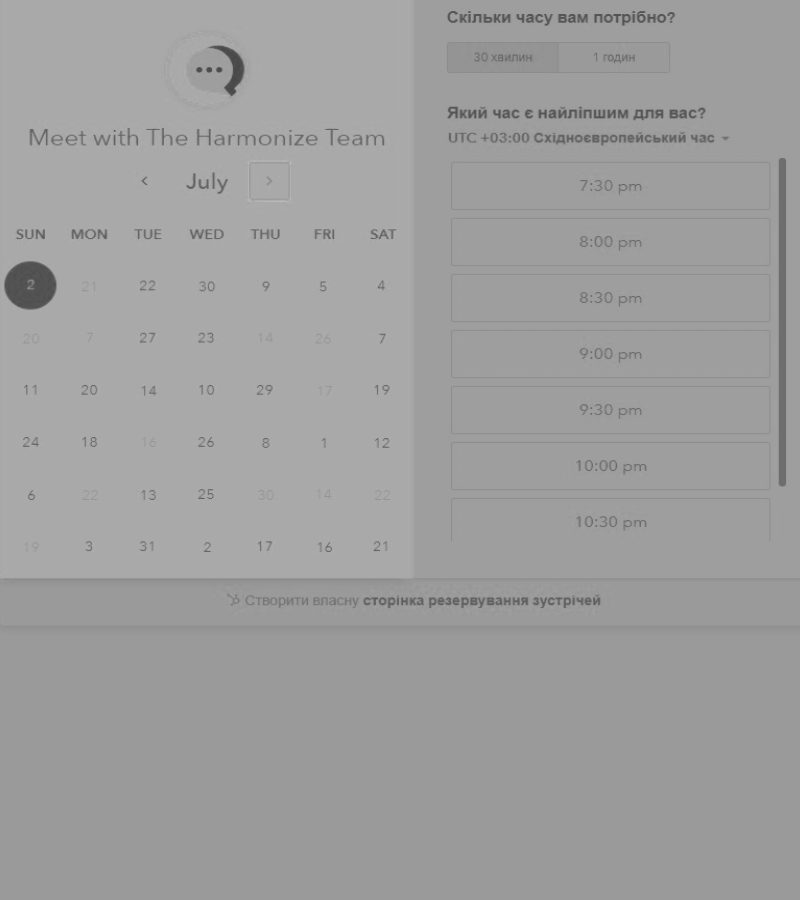 Meet with The Harmonize Team
July
SUN MON TUE WED THU FRI SAT
2 21 22 30 9 5 4
20 7 27 23 14 26 7
11 20 14 10 29 17 19
24 18 16 26 8 1 12
6 22 13 25 30 14 22
19 3 31 2 17 16 21
Скільки часу вам потрібно?
30 хвилин 1 годин
Який час є найліпшим для вас?
UTC +03:00 Східноєвропейський час
7:30 pm
8:00 pm
8:30 pm
9:00 pm
9:30 pm
10:00 pm
10:30 pm
Створити власну сторінка резервування зустрічей